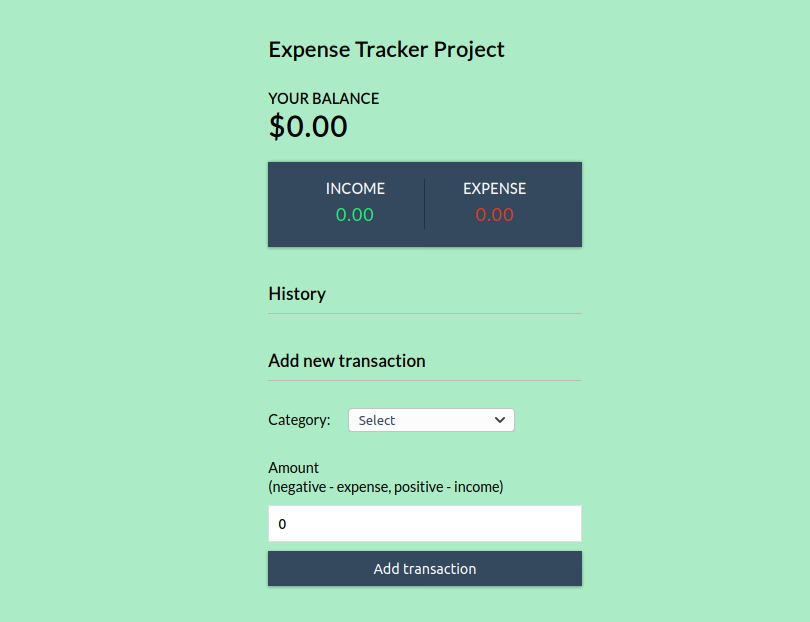 Expense Tracker Project
YOUR BALANCE
$0.00
INCOME EXPENSE
0.00 0.00
History
Add new transaction
Category: Select
Amount
(negative - expense, positive - income)
0
Add transaction